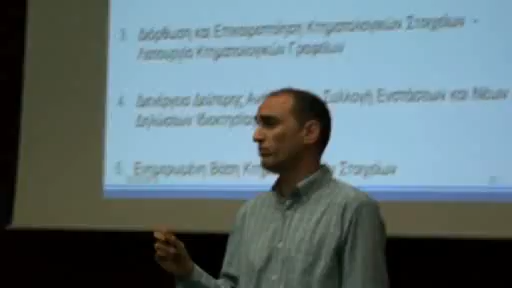 3. Διόρθωση και Επικαιροποίηση Κτηματολογικών Στοιχείων -
Λειτουργία Κτηματολογικών Γραφείων
4. Διενέργεια Δεύτερης Συλλογή Ενστάσεων και Νέων
Δηλώσεων Ιδιοκτησίας
5. Ενημερωμένη Βάση Στοιχείων